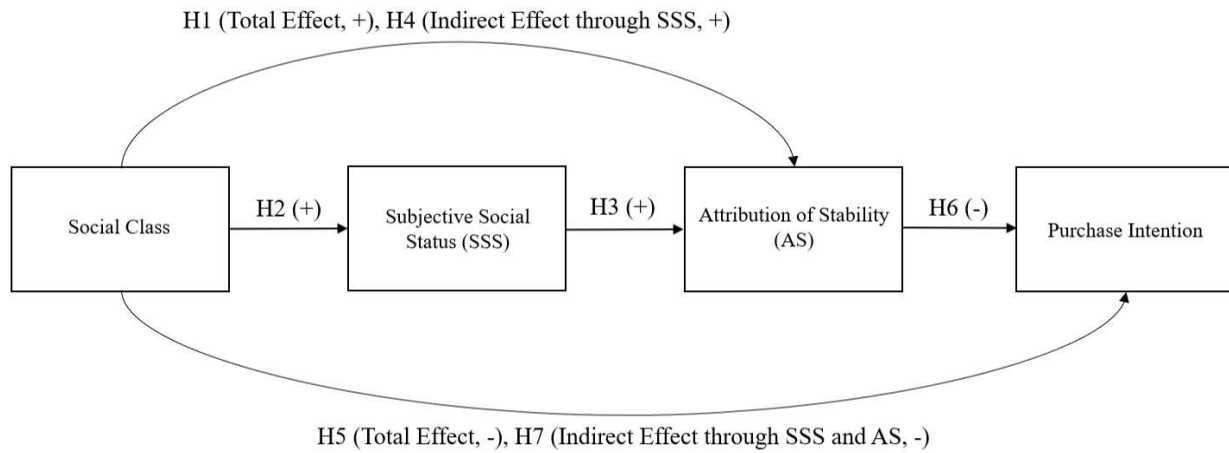 H1 (Total Effect, +), H4 (Indirect Effect through SSS, +)
Social Class
H2 (+)
Subjective Social
Status (SSS)
H3 (+)
Attribution of Stability
(AS)
H6 (-)
Purchase Intention
H5 (Total Effect, -), H7 (Indirect Effect through SSS and AS, -)